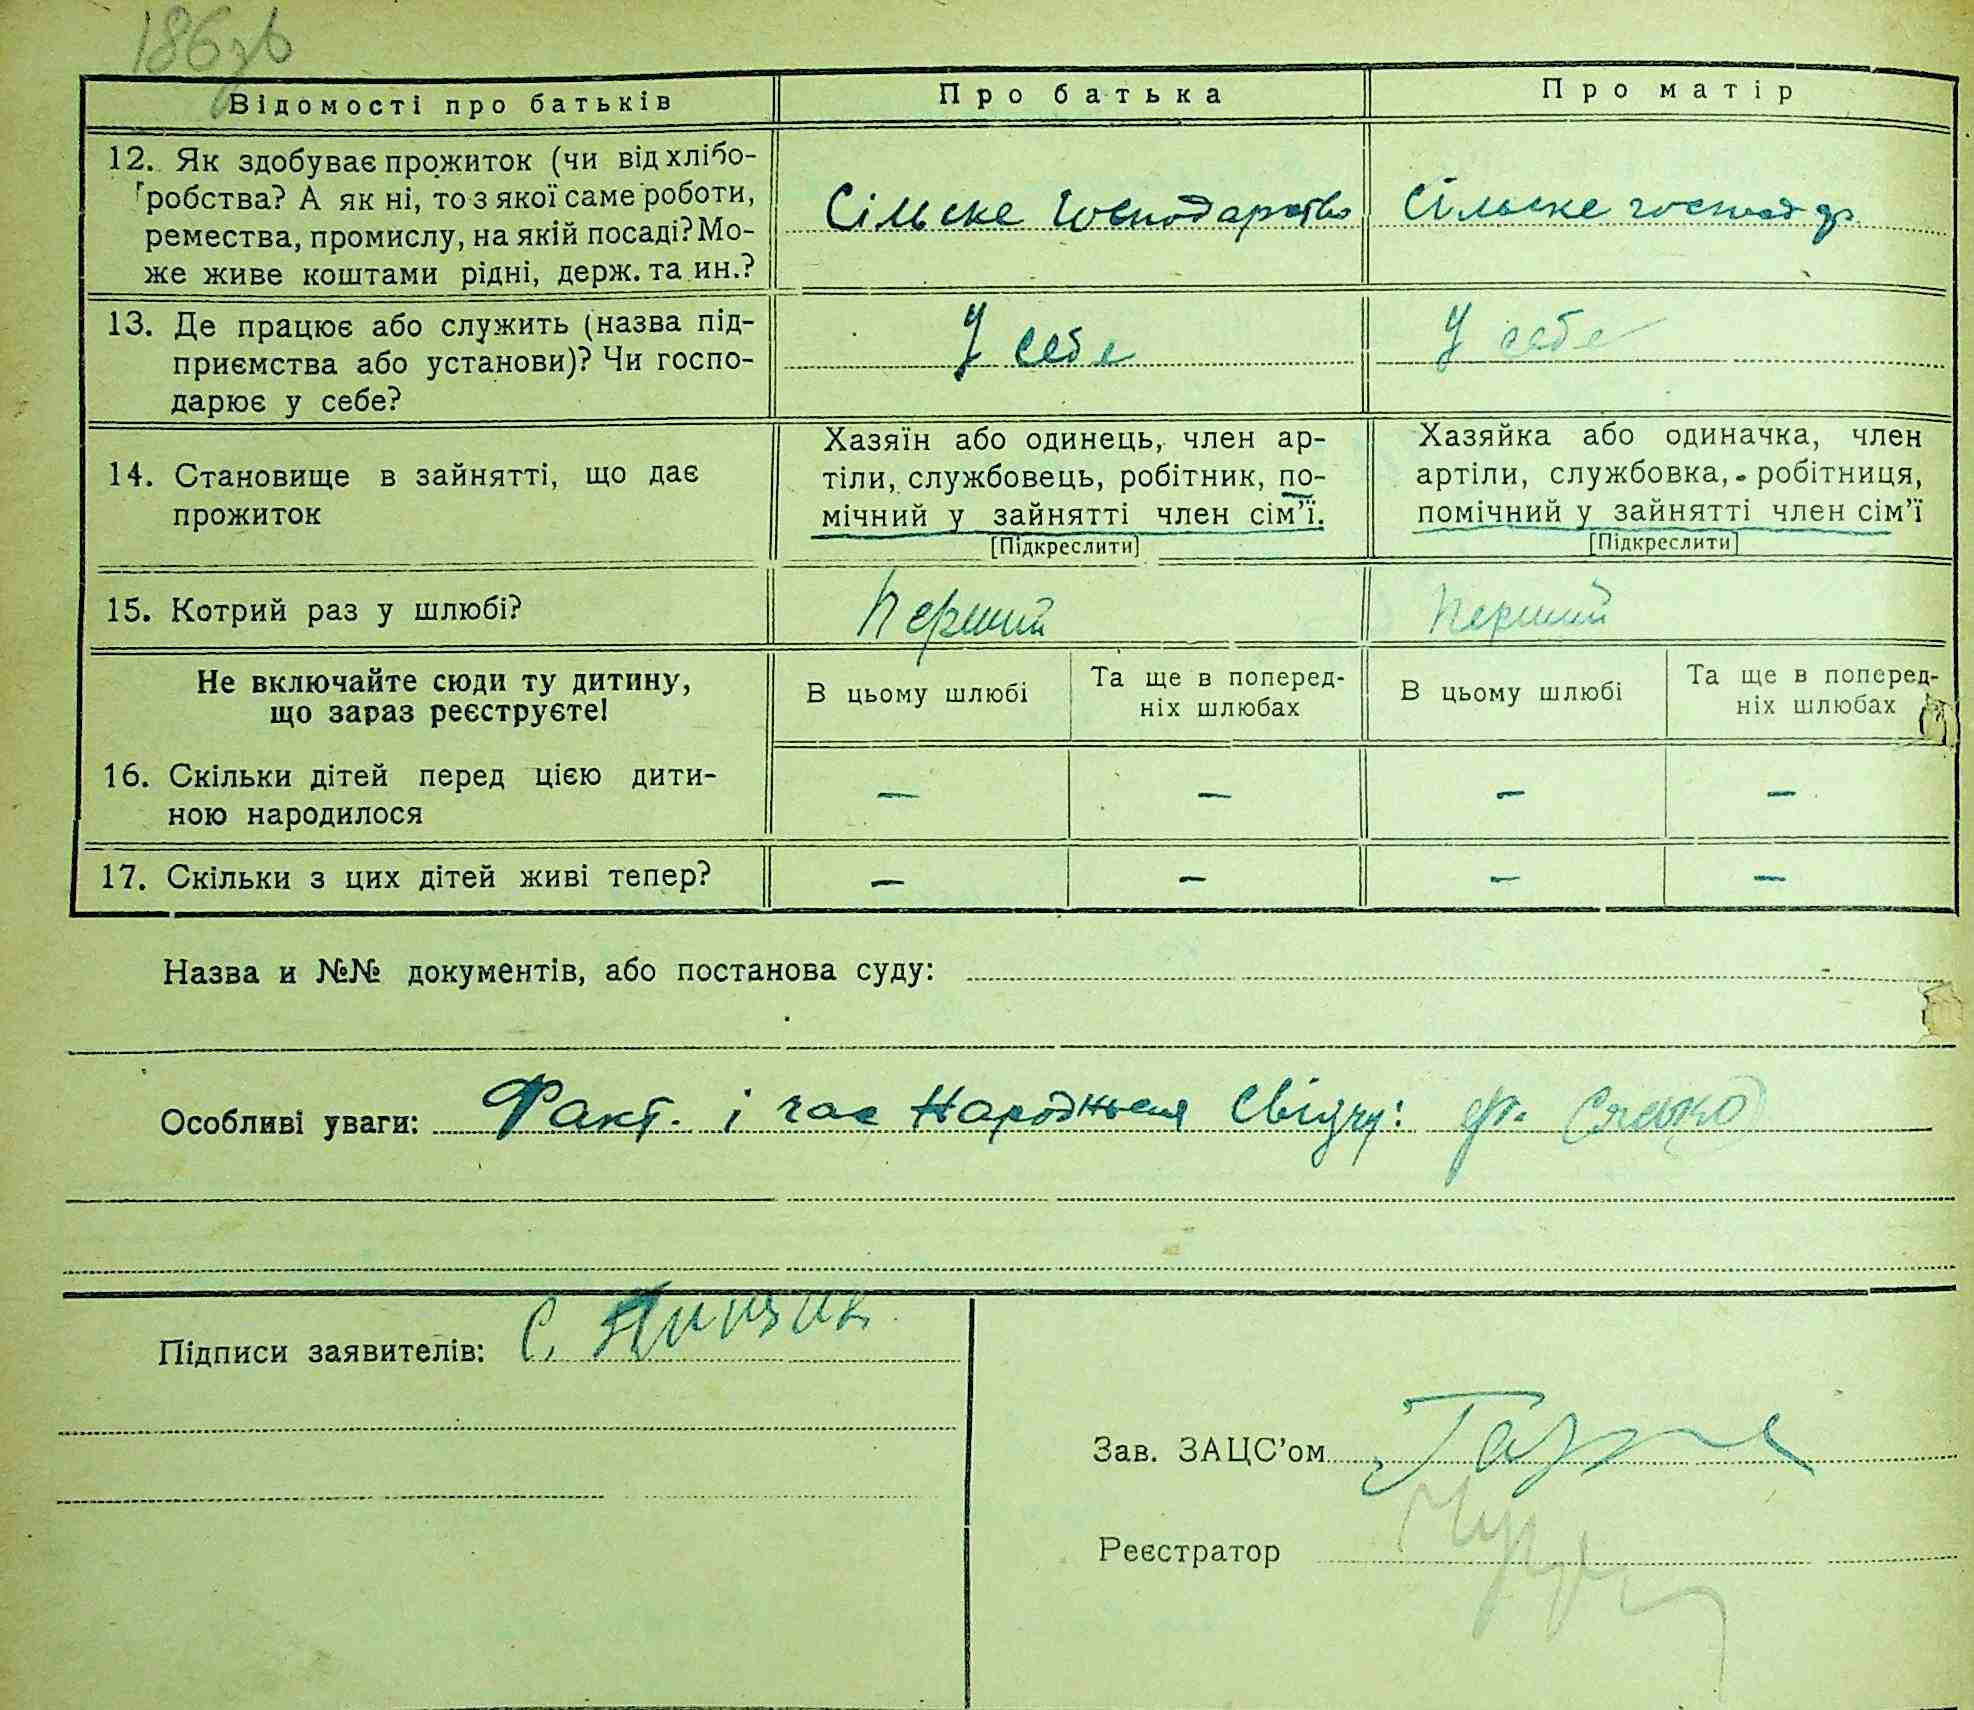 186зв
Відомості про батьків
Про батька
Про матір
12. Як здобуває прожиток (чи від хлібо-
робства? А як ні, то з якої саме роботи,
ремества, промислу, на якій посаді? Мо-
же живе коштами рідні, держ. та ин.?
Сільске господарство
Сільске господар
13. Де працює або служить (назва під-
приємства або установи)? Чи госпо-
дарює у себе?
У себе
У себе
14. Становище в зайнятті, що дає
прожиток
Хазяїн або одинець, член ар-
тіли, службовець, робітник, по-
мічний у зайнятті член сім'ї.
[Підкреслити]
Хазяйка або одиначка, член
артіли, службовка, робітниця,
помічний у зайнятті член сім'ї
[Підкреслити]
15. Котрий раз у шлюбі?
Перший
Перший
Не включайте сюди ту дитину,
що зараз реєструєте!
В цьому шлюбі
Та ще в поперед-
ніх шлюбах
В цьому шлюбі
Та ще в поперед-
ніх шлюбах
16. Скільки дітей перед цією дити-
ною народилося
— — — —
17. Скільки з цих дітей живі тепер?
— — — —
Назва и №№ документів, або постанова суду:
Особливі уваги: Факт. і час Народження Свідчу:
Підписи заявителів: С.
Зав. ЗАЦС'ом
Реєстратор